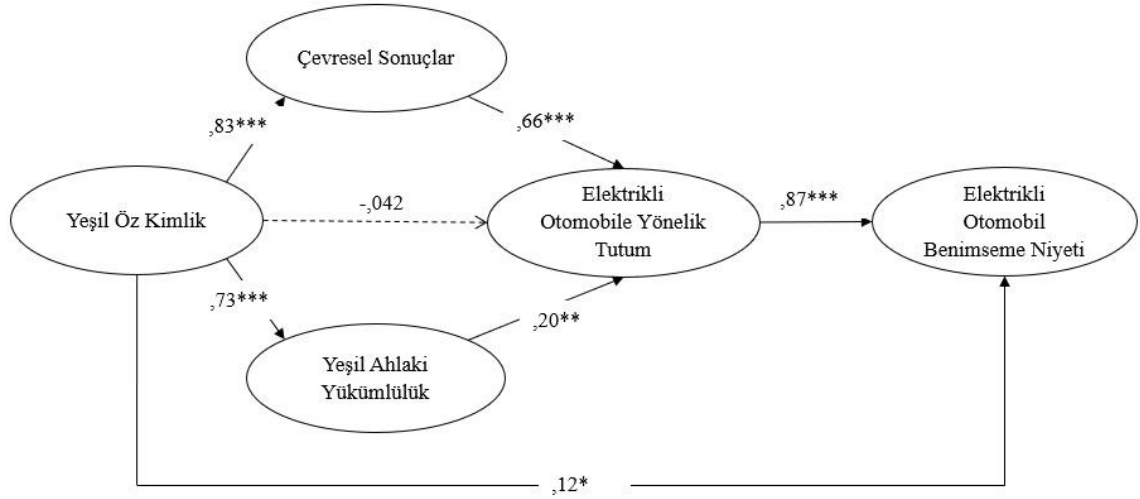 Çevresel Sonuçlar
,83***
,66***
Yeşil Öz Kimlik
-,042
Elektrikli
Otomobile Yönelik
Tutum
,87***
Elektrikli
Otomobil
Benimseme Niyeti
,73***
,20**
Yeşil Ahlaki
Yükümlülük
,12*